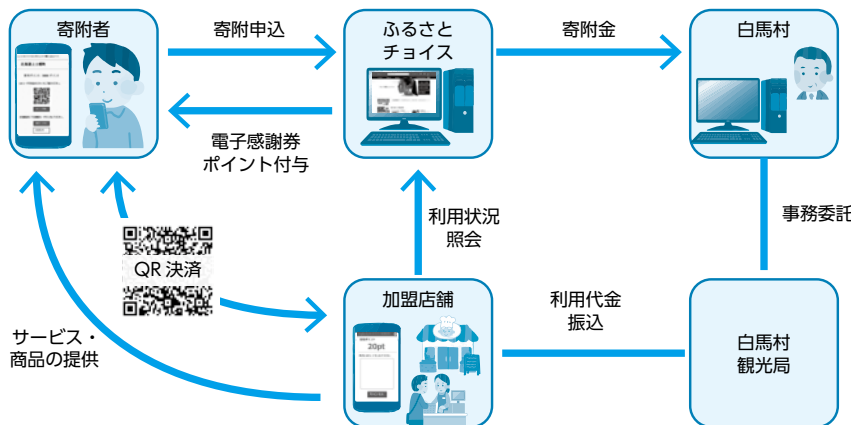 寄附者
寄附申込
ふるさと
チョイス
寄附金
白馬村
電子感謝券
ポイント付与
利用状況
照会
事務委託
QR 決済
加盟店舗
利用代金
振込
サービス・
商品の提供
20pt
白馬村
観光局